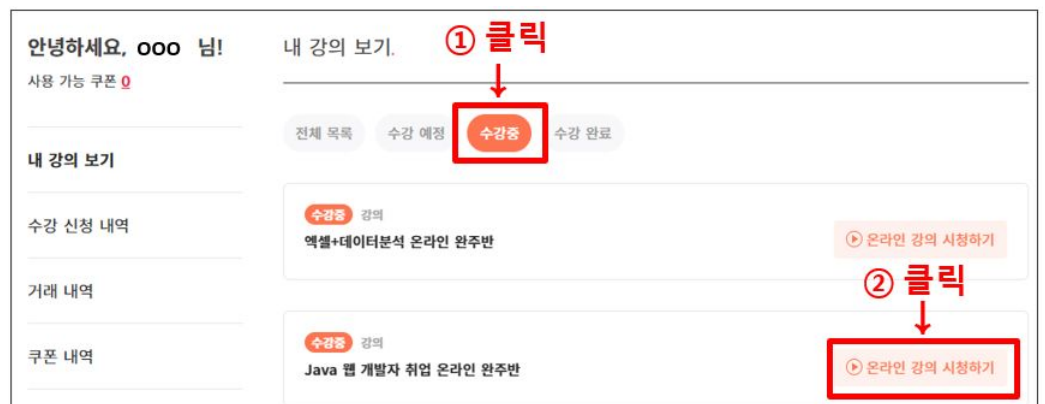 안녕하세요, ooo 님!
사용 가능 쿠폰 0
내 강의 보기
수강 신청 내역
거래 내역
쿠폰 내역
내 강의 보기.
① 클릭
전체 목록 수강 예정 수강중 수강 완료
수강중 강의
엑셀+데이터분석 온라인 완주반
온라인 강의 시청하기
② 클릭
수강중 강의
Java 웹 개발자 취업 온라인 완주반
온라인 강의 시청하기